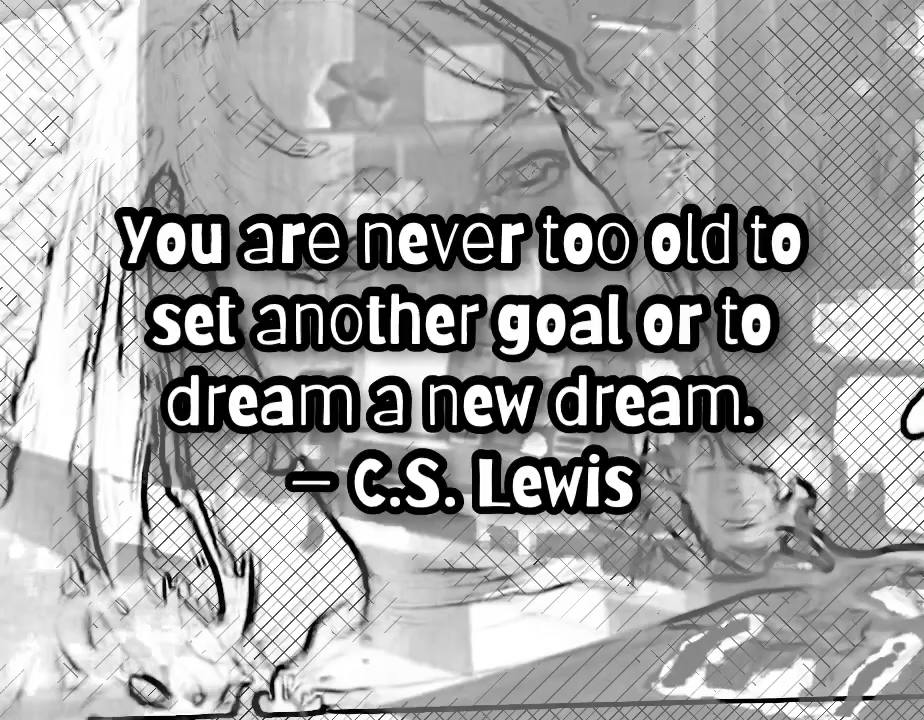 You are never too old to
set another goal or to
dream a new dream.
– C.S. Lewis